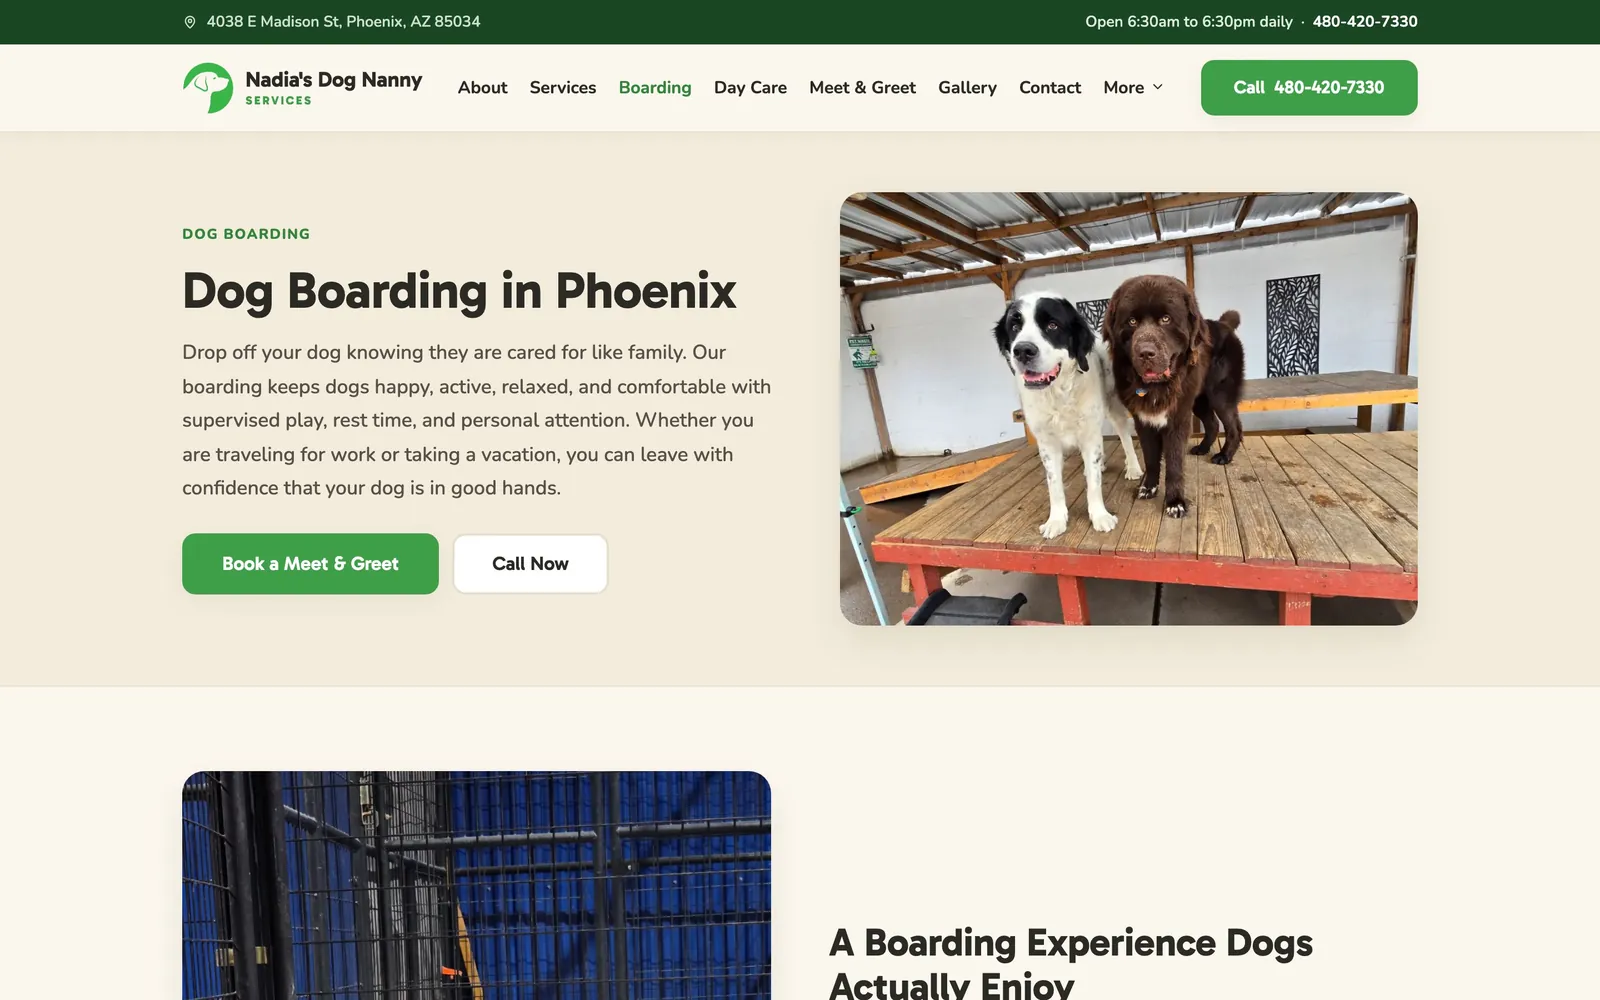 4038 E Madison St, Phoenix, AZ 85034
Open 6:30am to 6:30pm daily · 480-420-7330
Nadia's Dog Nanny
SERVICES
About
Services
Boarding
Day Care
Meet & Greet
Gallery
Contact
More
Call 480-420-7330
DOG BOARDING
Dog Boarding in Phoenix
Drop off your dog knowing they are cared for like family. Our
boarding keeps dogs happy, active, relaxed, and comfortable with
supervised play, rest time, and personal attention. Whether you
are traveling for work or taking a vacation, you can leave with
confidence that your dog is in good hands.
Book a Meet & Greet
Call Now
A Boarding Experience Dogs
Actually Enjoy